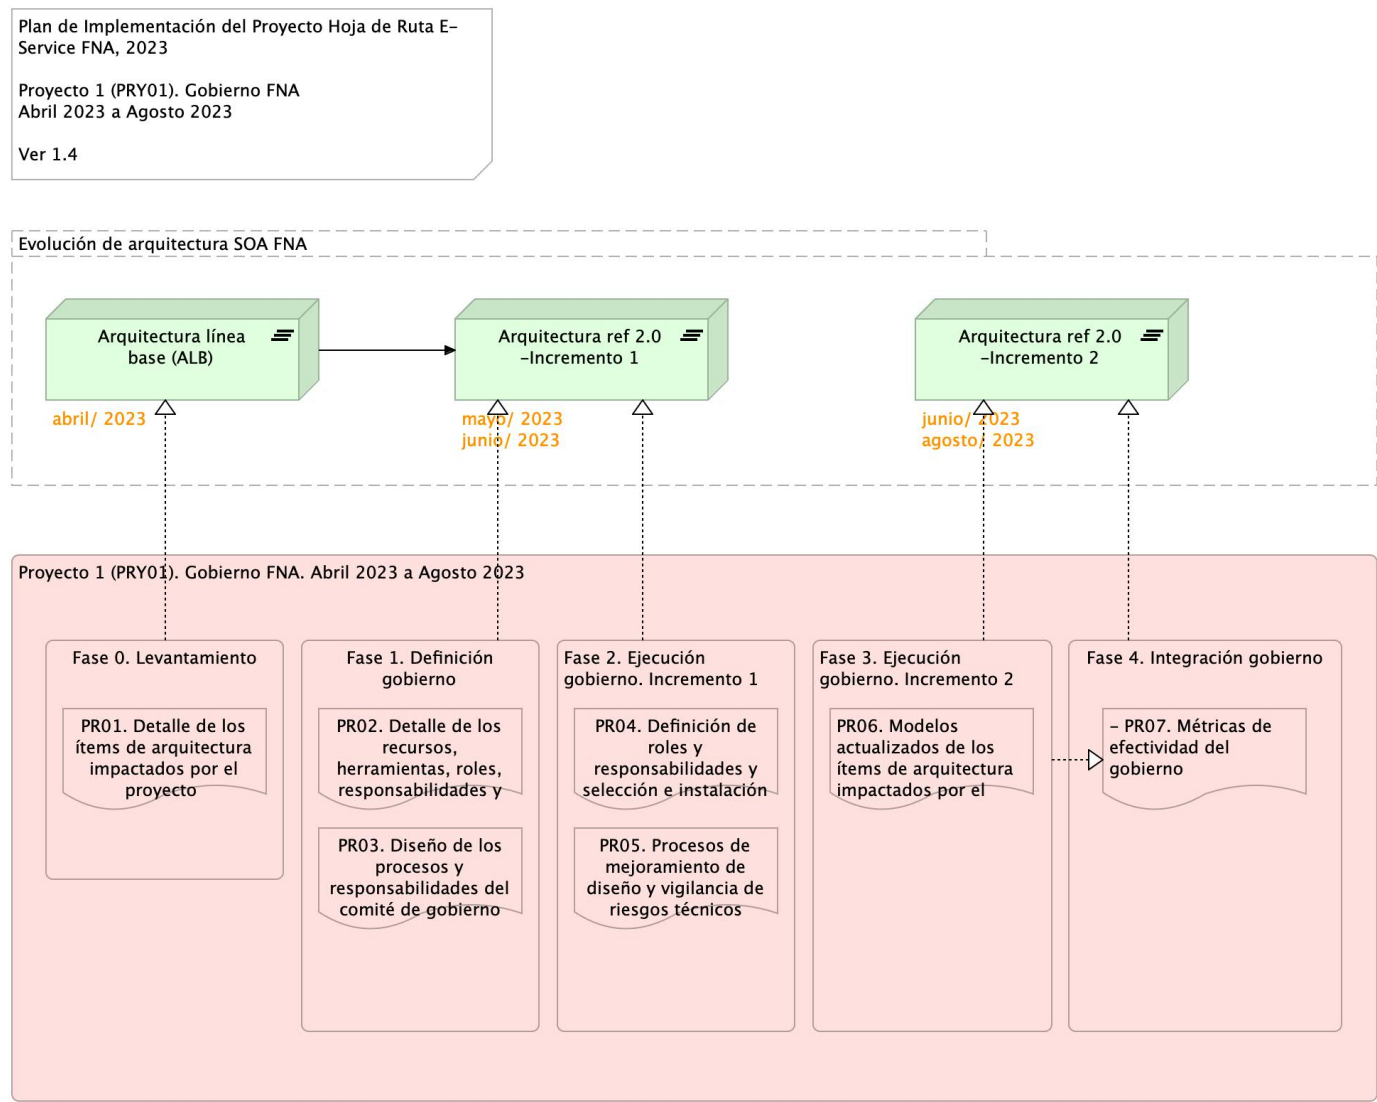 Plan de Implementación del Proyecto Hoja de Ruta E-
Service FNA, 2023
Proyecto 1 (PRY01). Gobierno FNA
Abril 2023 a Agosto 2023
Ver 1.4
Evolución de arquitectura SOA FNA
Arquitectura línea
base (ALB)
abril/ 2023
Arquitectura ref 2.0
-Incremento 1
mayo/ 2023
junio/ 2023
Arquitectura ref 2.0
-Incremento 2
junio/ 2023
agosto/ 2023
Proyecto 1 (PRY01). Gobierno FNA. Abril 2023 a Agosto 2023
Fase 0. Levantamiento
PR01. Detalle de los
ítems de arquitectura
impactados por el
proyecto
Fase 1. Definición
gobierno
PR02. Detalle de los
recursos,
herramientas, roles,
responsabilidades y
PR03. Diseño de los
procesos y
responsabilidades del
comité de gobierno
Fase 2. Ejecución
gobierno. Incremento 1
PR04. Definición de
roles y
responsabilidades y
selección e instalación
PR05. Procesos de
mejoramiento de
diseño y vigilancia de
riesgos técnicos
Fase 3. Ejecución
gobierno. Incremento 2
PR06. Modelos
actualizados de los
ítems de arquitectura
impactados por el
Fase 4. Integración gobierno
- PR07. Métricas de
efectividad del
gobierno